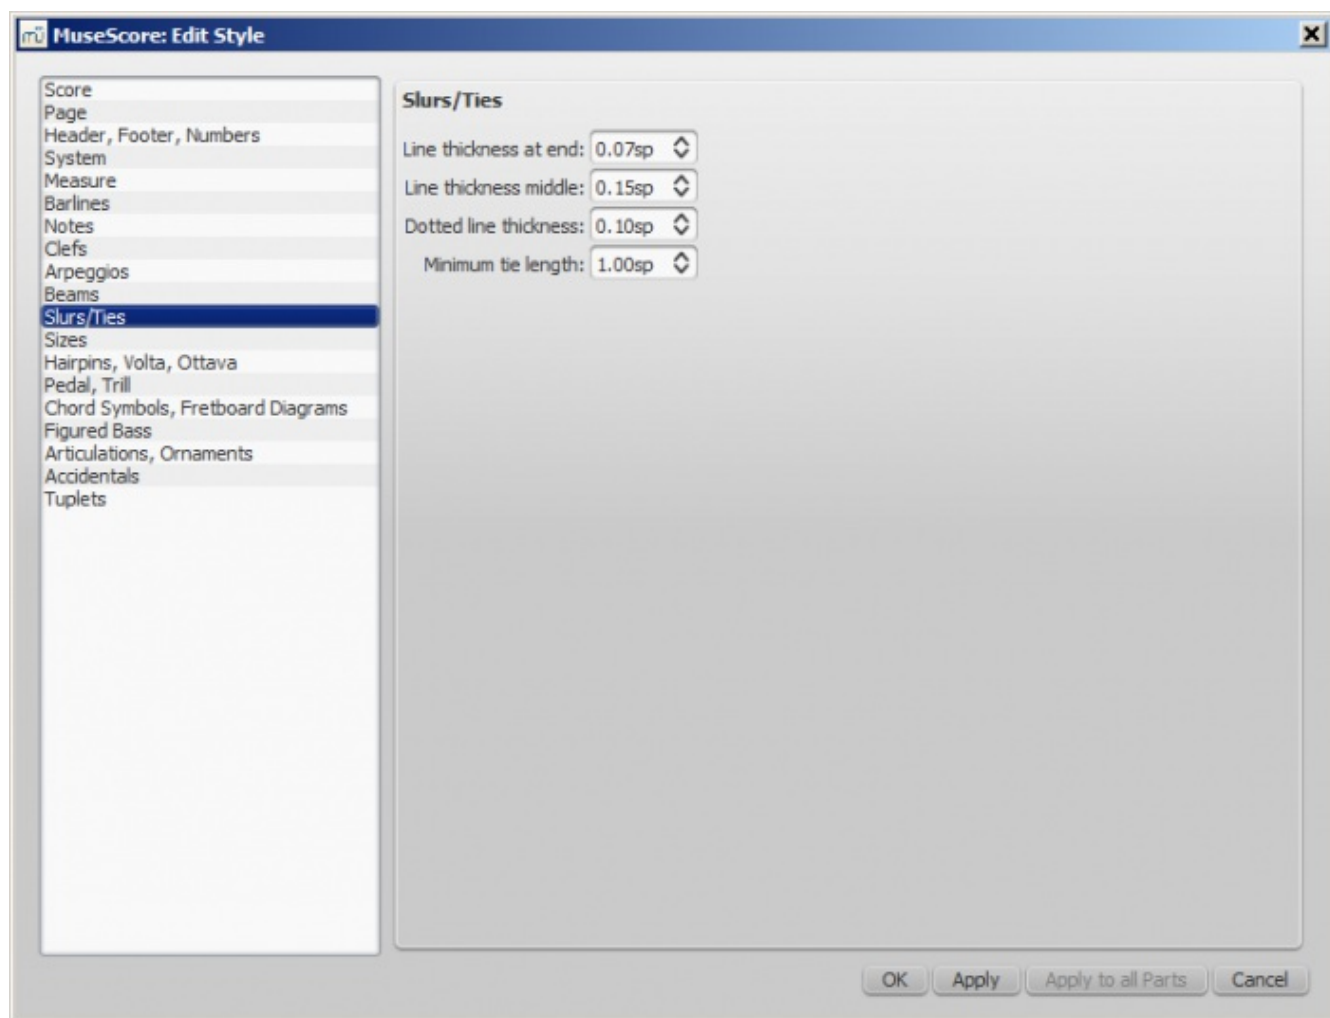 mü MuseScore: Edit Style
Score
Page
Header, Footer, Numbers
System
Measure
Barlines
Notes
Clefs
Arpeggios
Beams
Slurs/Ties
Sizes
Hairpins, Volta, Ottava
Pedal, Trill
Chord Symbols, Fretboard Diagrams
Figured Bass
Articulations, Ornaments
Accidentals
Tuplets
Slurs/Ties
Line thickness at end: 0.07sp
Line thickness middle: 0.15sp
Dotted line thickness: 0.10sp
Minimum tie length: 1.00sp
OK Apply Apply to all Parts Cancel